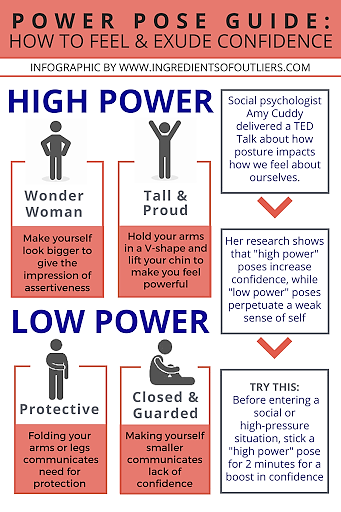 POWER POSE GUIDE:
HOW TO FEEL & EXUDE CONFIDENCE
INFOGRAPHIC BY WWW.INGREDIENTSOFOUTLIERS.COM
HIGH POWER
Wonder
Woman
Make yourself
look bigger to
give the
impression of
assertiveness
Tall &
Proud
Hold your arms
in a V-shape and
lift your chin to
make you feel
powerful
LOW POWER
Protective
Folding your
arms or legs
communicates
need for
protection
Closed &
Guarded
Making yourself
smaller
communicates
lack of
confidence
Social psychologist
Amy Cuddy
delivered a TED
Talk about how
posture impacts
how we feel about
ourselves.
Her research shows
that "high power"
poses increase
confidence, while
"low power" poses
perpetuate a weak
sense of self
TRY THIS:
Before entering a
social or
high-pressure
situation, stick a
"high power" pose
for 2 minutes for a
boost in confidence